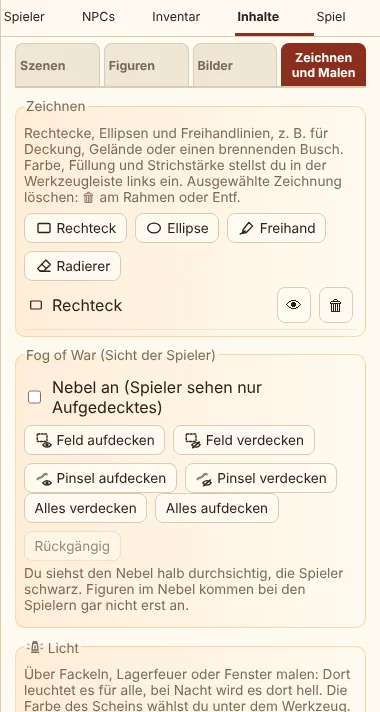 Spieler NPCs Inventar Inhalte Spiel
Szenen Figuren Bilder Zeichnen und Malen
Zeichnen
Rechtecke, Ellipsen und Freihandlinien, z. B. für
Deckung, Gelände oder einen brennenden Busch.
Farbe, Füllung und Strichstärke stellst du in der
Werkzeugleiste links ein. Ausgewählte Zeichnung
löschen: 🗑 am Rahmen oder Entf.
Rechteck Ellipse Freihand
Radierer
Rechteck
Fog of War (Sicht der Spieler)
Nebel an (Spieler sehen nur
Aufgedecktes)
Feld aufdecken Feld verdecken
Pinsel aufdecken Pinsel verdecken
Alles verdecken Alles aufdecken
Rückgängig
Du siehst den Nebel halb durchsichtig, die Spieler
schwarz. Figuren im Nebel kommen bei den
Spielern gar nicht erst an.
Licht
Über Fackeln, Lagerfeuer oder Fenster malen: Dort
leuchtet es für alle, bei Nacht wird es dort hell. Die
Farbe des Scheins wählst du unter dem Werkzeug.